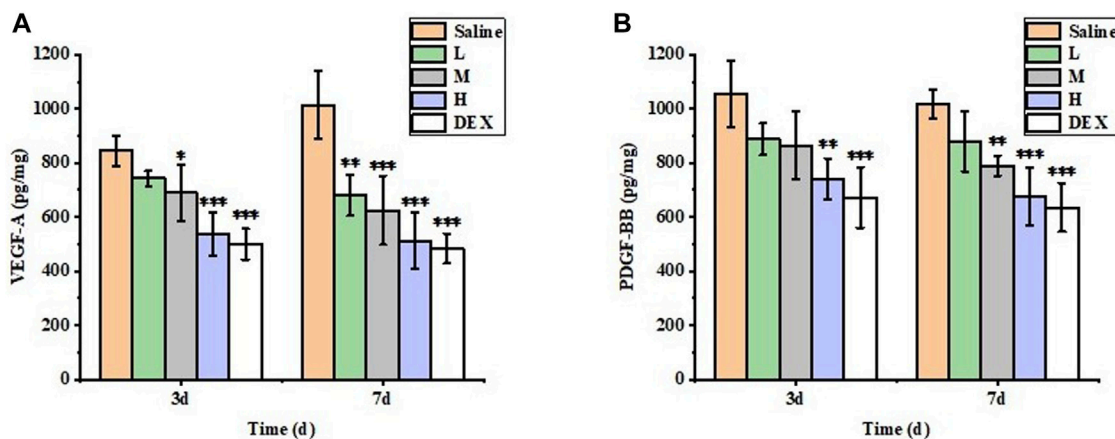 A
Saline
L
M
H
DEX
1200
1000
800
600
400
200
0
VEGF-A (pg/mg)
*
***
***
**
***
***
***
3d
7d
Time (d)
B
Saline
L
M
H
DEX
1200
1000
800
600
400
200
0
PDGF-BB (pg/mg)
**
***
**
***
***
3d
7d
Time (d)